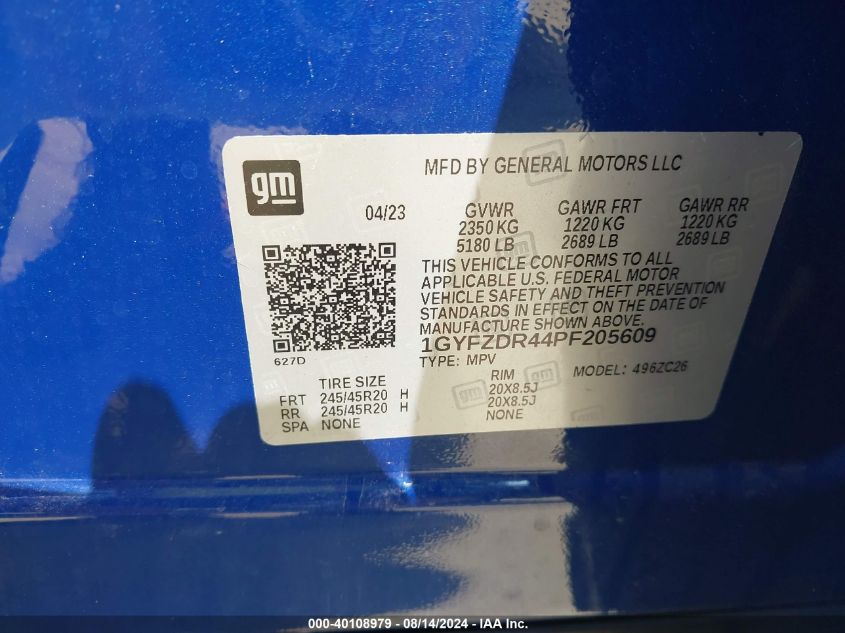 gm
MFD BY GENERAL MOTORS LLC
04/23
GVWR GAWR FRT GAWR RR
2350 KG 1220 KG 1220 KG
5180 LB 2689 LB 2689 LB
THIS VEHICLE CONFORMS TO ALL
APPLICABLE U.S. FEDERAL MOTOR
VEHICLE SAFETY AND THEFT PREVENTION
STANDARDS IN EFFECT ON THE DATE OF
MANUFACTURE SHOWN ABOVE.
1GYFZDR44PF205609
627D
TYPE: MPV MODEL: 496ZC26
TIRE SIZE RIM
FRT 245/45R20 H 20X8.5J
RR 245/45R20 H 20X8.5J
SPA NONE NONE
000-40108979 - 08/14/2024 - IAA Inc.